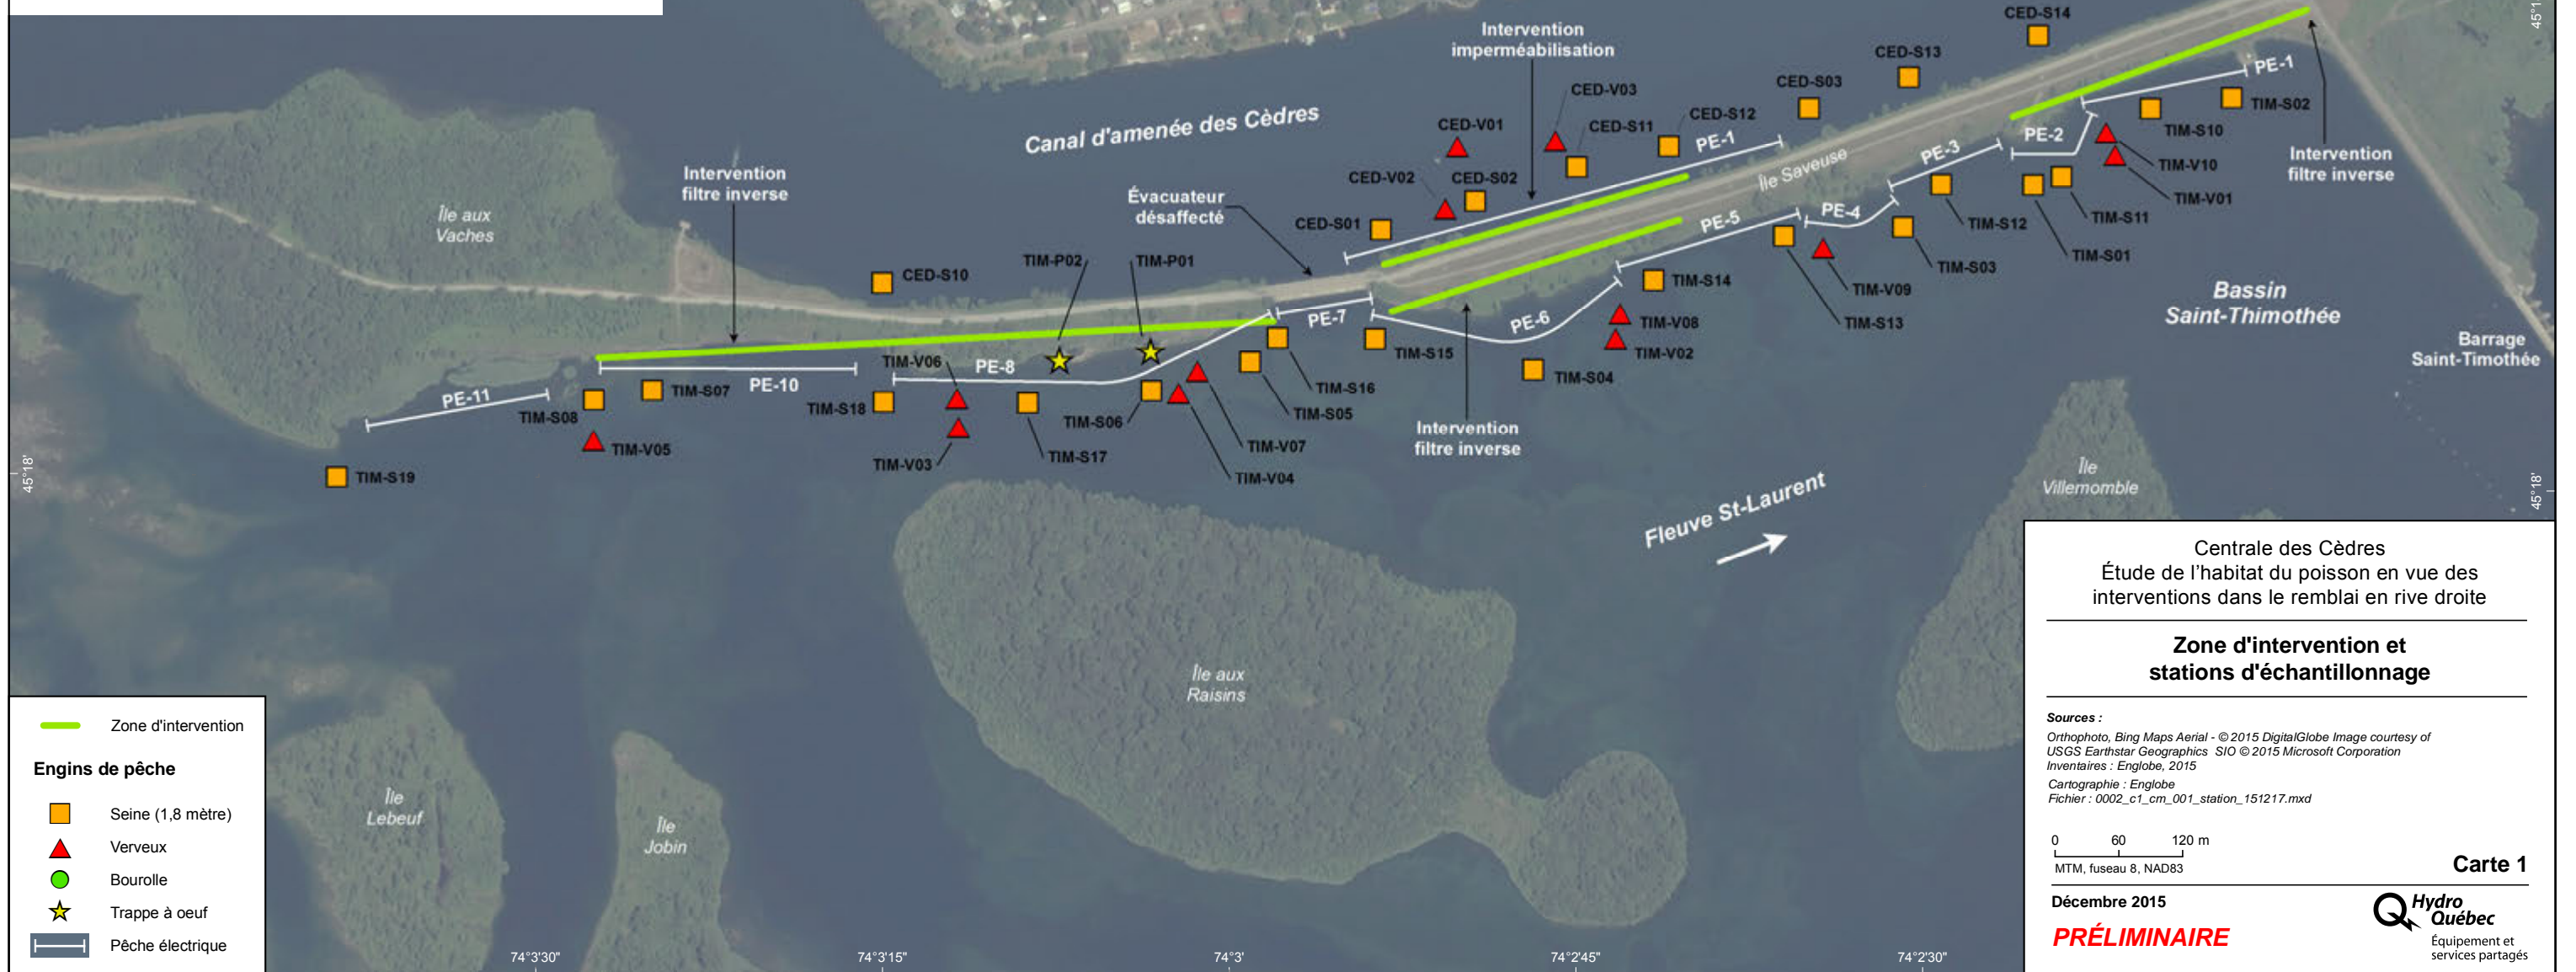 CED-S14
45°1
Intervention
imperméabilisation
CED-S13
CED-V03
CED-S03
PE-1
CED-S12
TIM-S02
Canal d'amenée des Cèdres
CED-V01
CED-S11
TIM-S10
PE-1
PE-2
PE-3
Intervention
filtre inverse
TIM-V10
Île Saveuse
Intervention
filtre inverse
CED-V02
CED-S02
TIM-V01
Évacuateur
désaffecté
Île aux
Vaches
CED-S01
PE-5
PE-4
TIM-S11
TIM-S12
TIM-S01
TIM-S03
TIM-P02
TIM-P01
CED-S10
TIM-S14
TIM-V09
Bassin
Saint-Thimothée
PE-7
PE-6
TIM-V08
TIM-S13
Barrage
Saint-Timothée
TIM-V06
TIM-S15
TIM-V02
PE-8
PE-10
TIM-S07
TIM-S16
TIM-S04
PE-11
TIM-S08
TIM-S18
TIM-S06
TIM-S05
TIM-V05
TIM-V03
TIM-S17
TIM-V07
TIM-V04
Intervention
filtre inverse
TIM-S19
45°18'
45°18'
Île
Villemomble
Fleuve St-Laurent
Île aux
Raisins
Île
Lebeuf
Île
Jobin
Zone d'intervention
Engins de pêche
Seine (1,8 mètre)
Verveux
Bourolle
Trappe à oeuf
Pêche électrique
74°3'30"
74°3'15"
74°3'
74°2'45"
74°2'30"
Centrale des Cèdres
Étude de l'habitat du poisson en vue des
interventions dans le remblai en rive droite
Zone d'intervention et
stations d'échantillonnage
Sources :
Orthophoto, Bing Maps Aerial - © 2015 DigitalGlobe Image courtesy of
USGS Earthstar Geographics SIO © 2015 Microsoft Corporation
Inventaires : Englobe, 2015
Cartographie : Englobe
Fichier : 0002_c1_cm_001_station_151217.mxd
0 60 120 m
MTM, fuseau 8, NAD83
Carte 1
Décembre 2015
PRÉLIMINAIRE
Hydro
Québec
Équipement et
services partagés